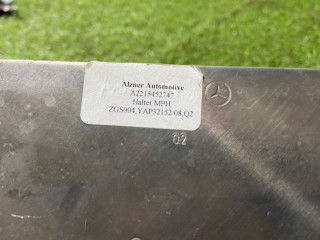 Alzner Automotive
A2215452747
Halter MPH
ZGS004,YAP32152/08,Q2
Q2